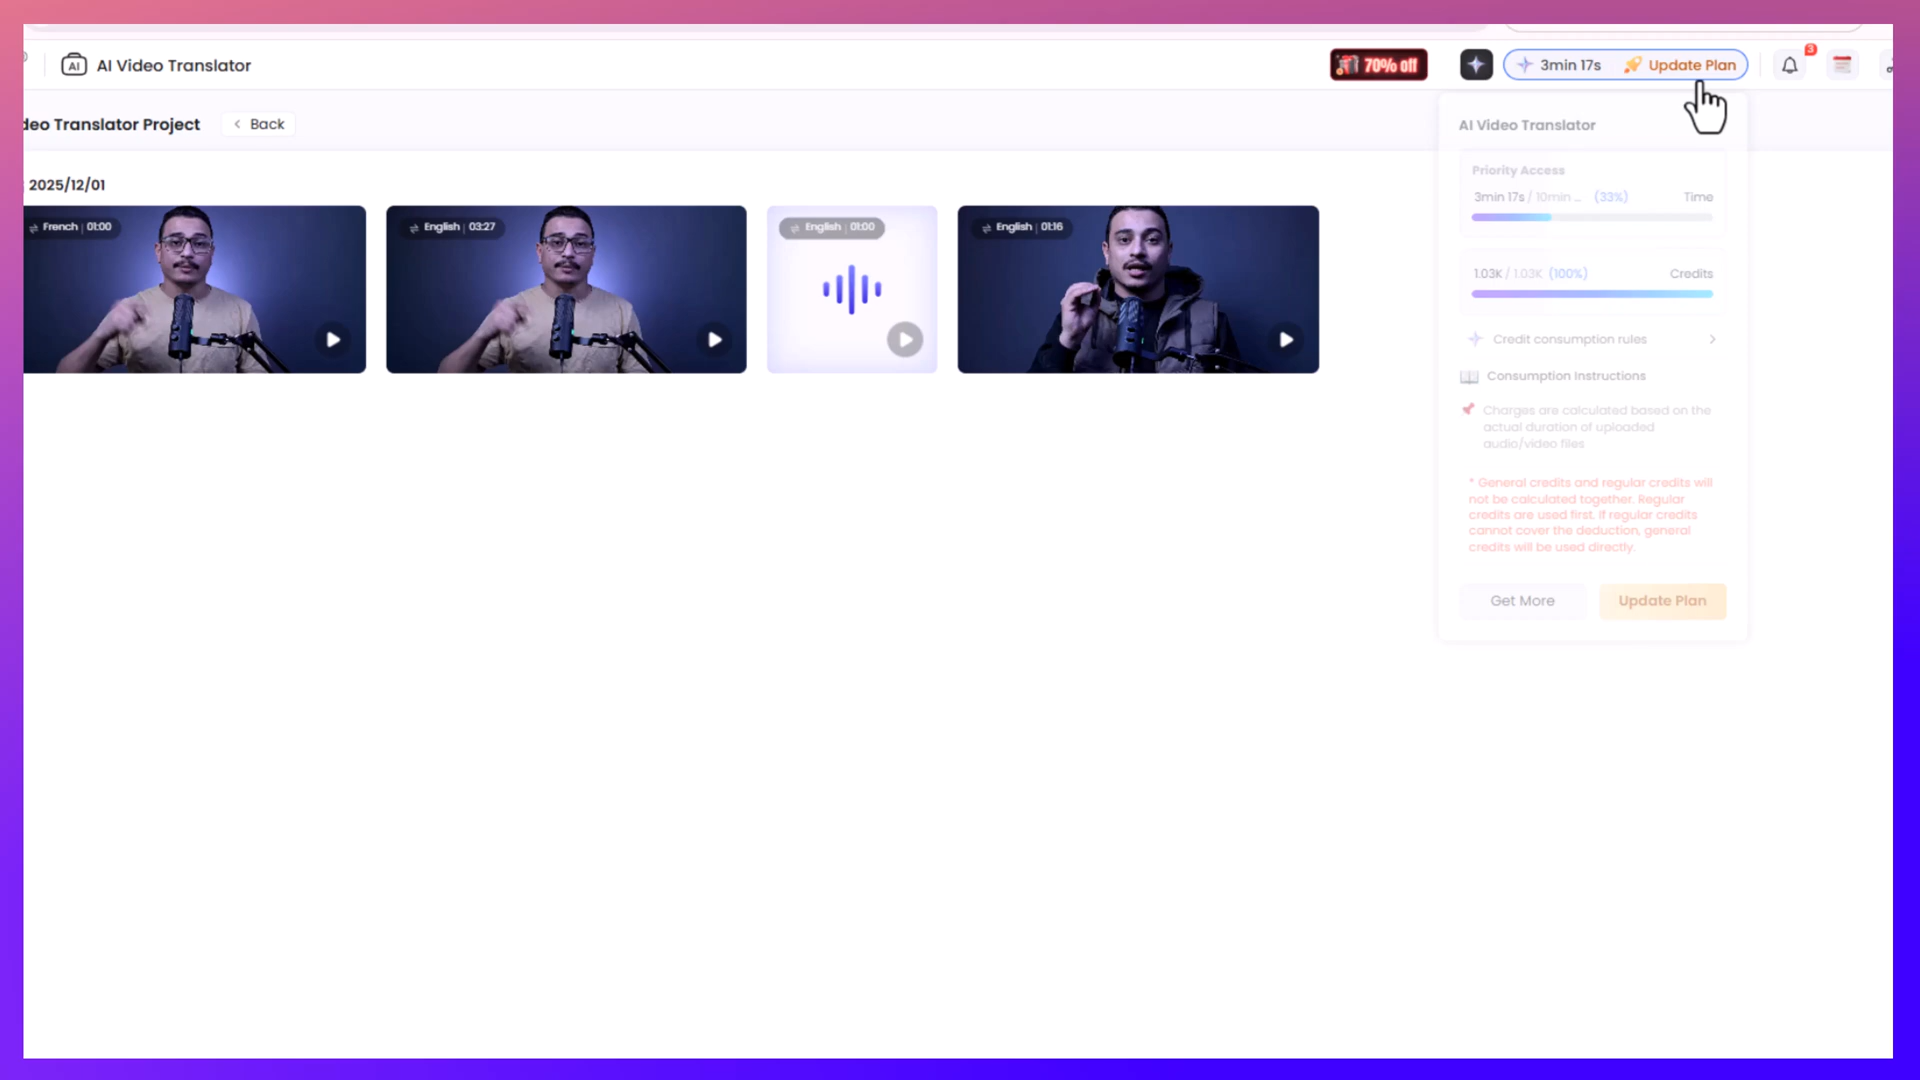 AI Video Translator
70% off
3min 17s
Update Plan
3
deo Translator Project
Back
2025/12/01
French | 01:00
English | 03:27
English | 01:00
English | 01:16
AI Video Translator
Priority Access
3min 17s / 10min ... (33%) Time
1.03K / 1.03K (100%) Credits
Credit consumption rules
Consumption Instructions
Charges are calculated based on the
actual duration of uploaded
audio/video files
* General credits and regular credits will
not be calculated together. Regular
credits are used first. If regular credits
cannot cover the deduction, general
credits will be used directly.
Get More
Update Plan